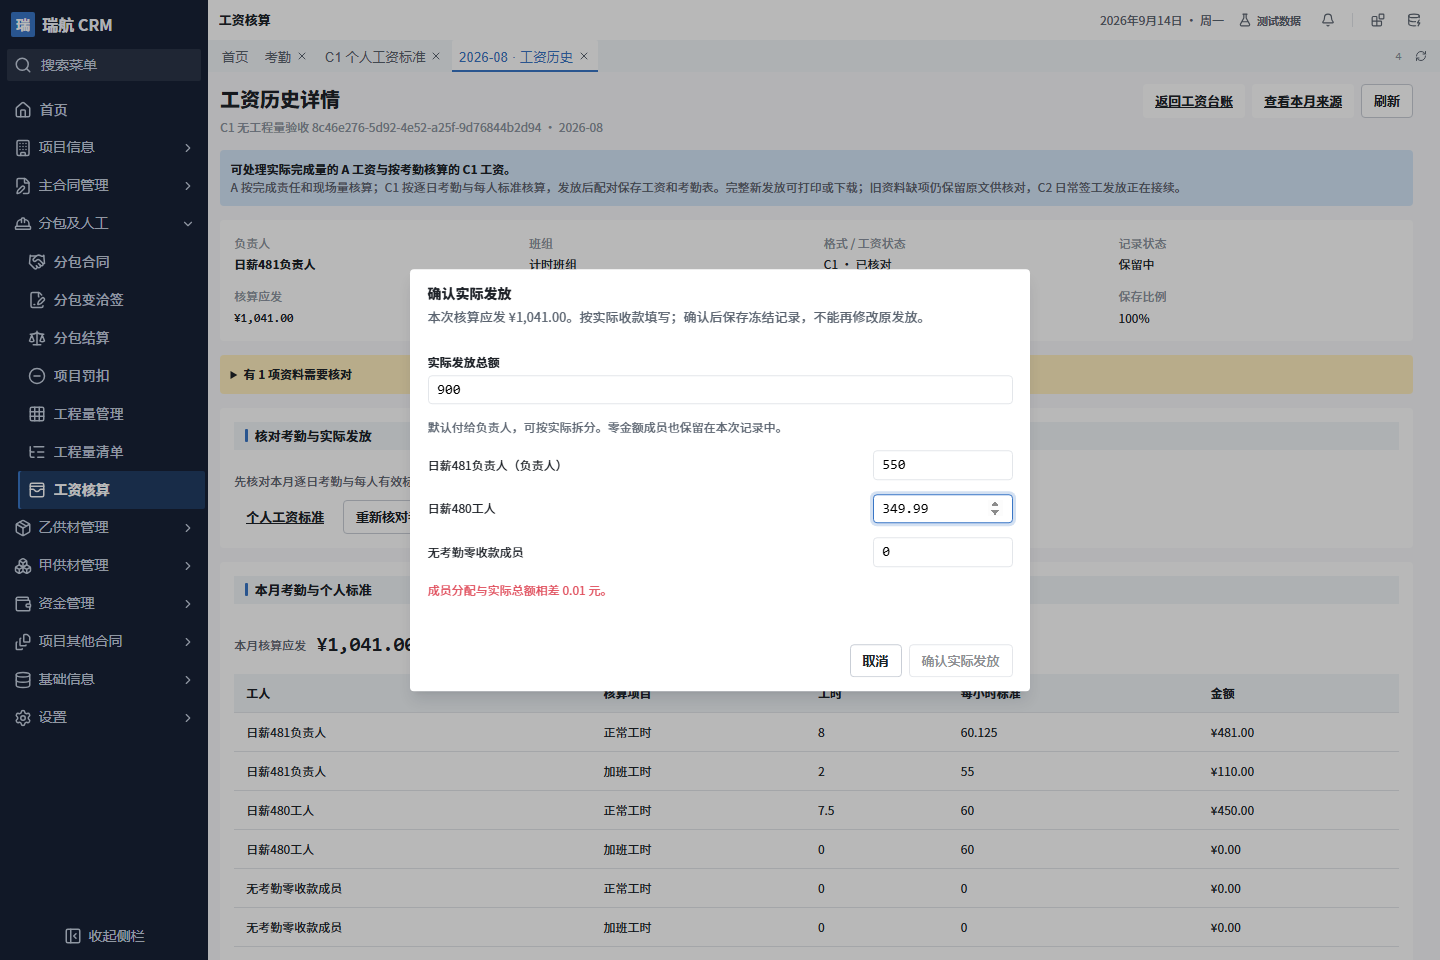 瑞 瑞航 CRM
搜索菜单
首页
项目信息
主合同管理
分包及人工
分包合同
分包变洽签
分包结算
项目罚扣
工程量管理
工程量清单
工资核算
乙供材管理
甲供材管理
资金管理
项目其他合同
基础信息
设置
收起侧栏
工资核算
2026年9月14日 • 周一 测试数据
首页 考勤 × C1 个人工资标准 × 2026-08 · 工资历史 × 4
工资历史详情
返回工资台账 查看本月来源 刷新
C1 无工程量验收 8c46e276-5d92-4e52-a25f-9d76844b2d94 • 2026-08
可处理实际完成量的 A 工资与按考勤核算的 C1 工资。
A 按完成责任和现场量核算；C1 按逐日考勤与每人标准核算，发放后配对保存工资和考勤表。完整新发放可打印或下载；旧资料缺项仍保留原文供核对，C2 日常签工发放正在接续。
负责人 班组 格式 / 工资状态 记录状态
日薪481负责人 计时班组 C1 • 已核对 保留中
核算应发 保存比例
¥1,041.00 100%
有 1 项资料需要核对
核对考勤与实际发放
先核对本月逐日考勤与每人有效标
个人工资标准 重新核对
本月考勤与个人标准
本月核算应发 ¥1,041.00
工人 核算项目 工时 每小时标准 金额
日薪481负责人 正常工时 8 60.125 ¥481.00
日薪481负责人 加班工时 2 55 ¥110.00
日薪480工人 正常工时 7.5 60 ¥450.00
日薪480工人 加班工时 0 60 ¥0.00
无考勤零收款成员 正常工时 0 0 ¥0.00
无考勤零收款成员 加班工时 0 0 ¥0.00
确认实际发放
本次核算应发 ¥1,041.00。按实际收款填写；确认后保存冻结记录，不能再修改原发放。
实际发放总额
900
默认付给负责人，可按实际拆分。零金额成员也保留在本次记录中。
日薪481负责人（负责人） 550
日薪480工人 349.99
无考勤零收款成员 0
成员分配与实际总额相差 0.01 元。
取消 确认实际发放